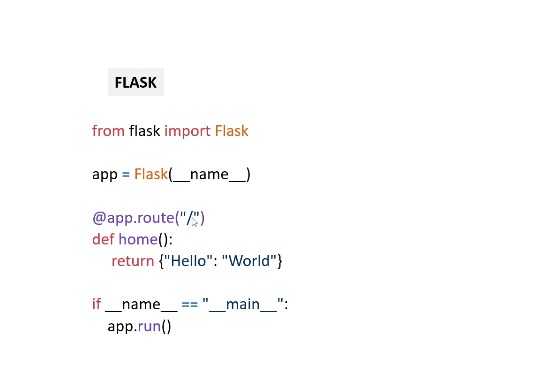 FLASK
from flask import Flask
app = Flask(__name__)
@app.route("/")
def home():
return {"Hello": "World"}
if __name__ == "__main__":
app.run()